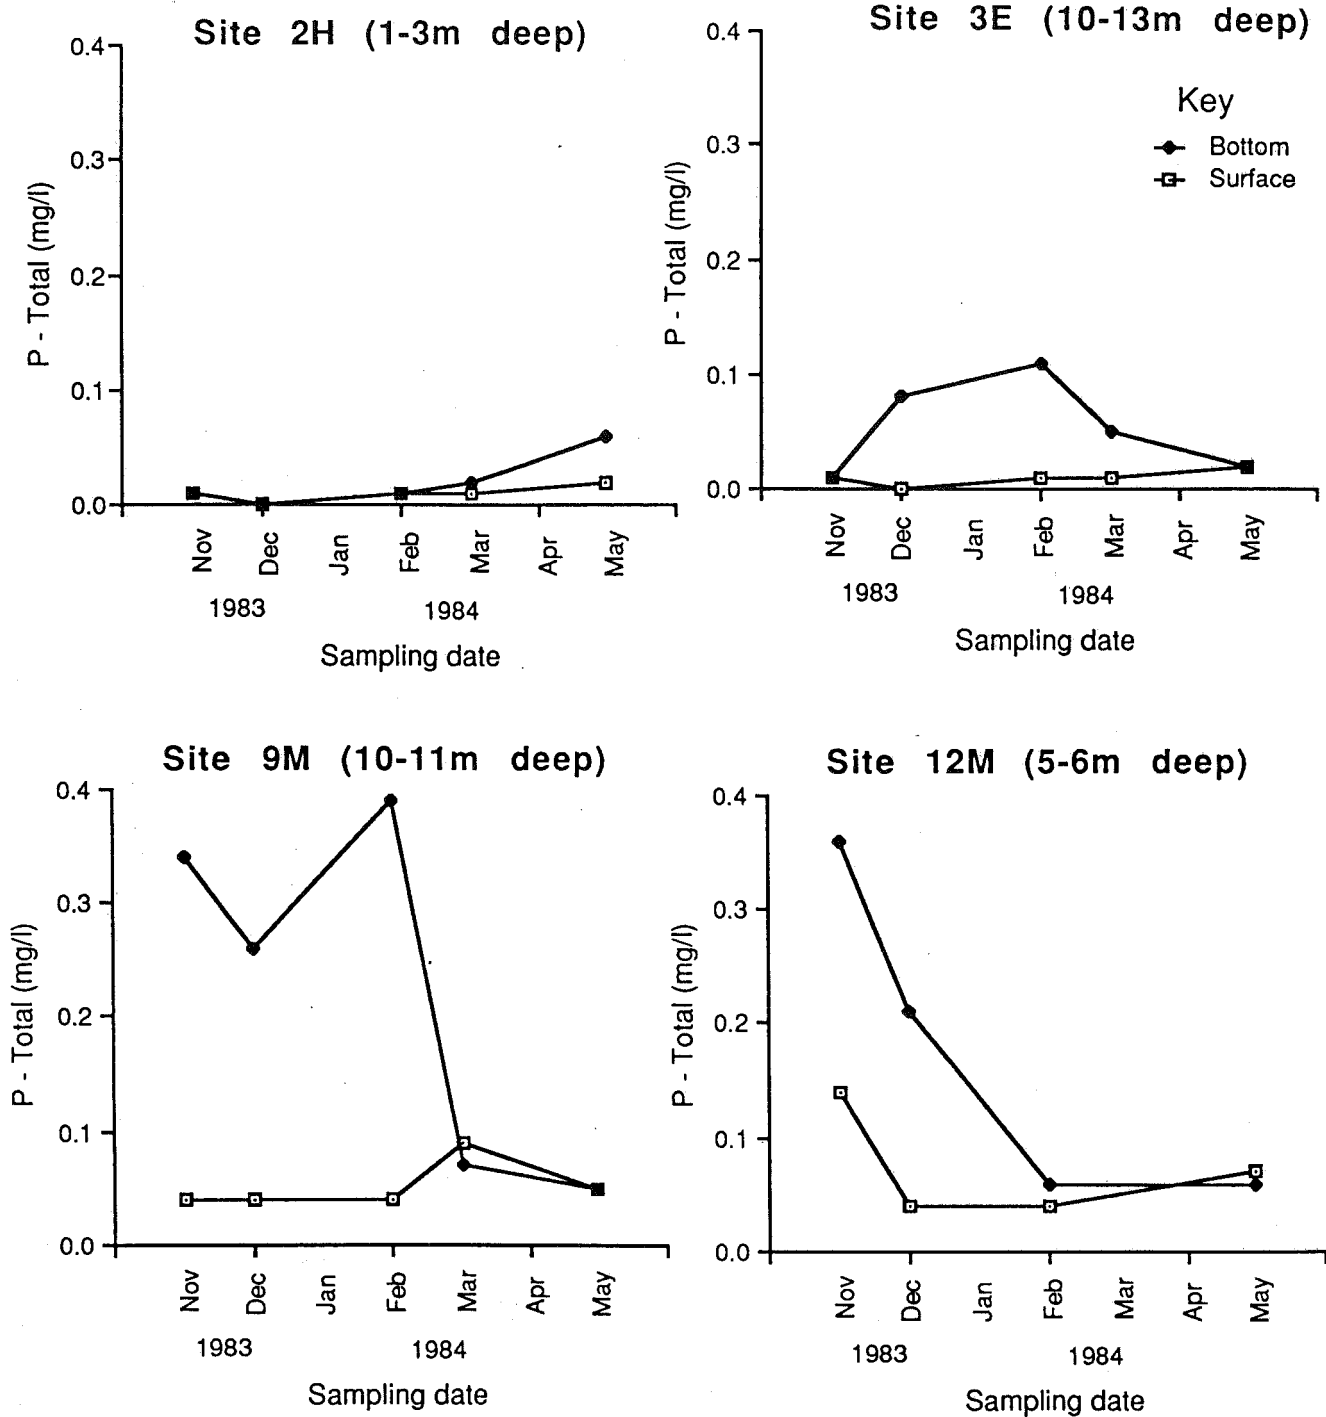 Site 2H (1-3m deep)
0.4
0.3
0.2
0.1
0.0
P - Total (mg/l)
Nov
Dec
Jan
Feb
Mar
Apr
May
1983
1984
Sampling date
Site 3E (10-13m deep)
0.4
0.3
0.2
0.1
0.0
P - Total (mg/l)
Key
Bottom
Surface
Nov
Dec
Jan
Feb
Mar
Apr
May
1983
1984
Sampling date
Site 9M (10-11m deep)
0.4
0.3
0.2
0.1
0.0
P - Total (mg/l)
Nov
Dec
Jan
Feb
Mar
Apr
May
1983
1984
Sampling date
Site 12M (5-6m deep)
0.4
0.3
0.2
0.1
0.0
P - Total (mg/l)
Nov
Dec
Jan
Feb
Mar
Apr
May
1983
1984
Sampling date